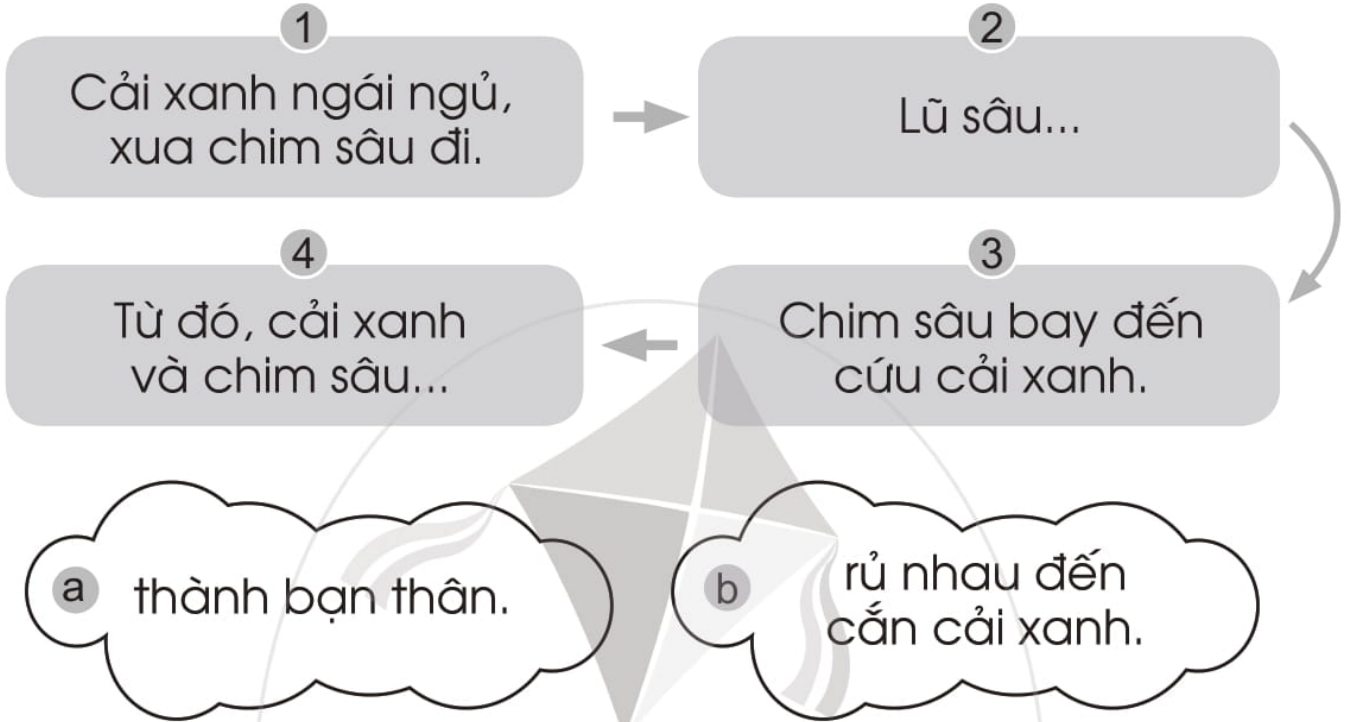 1
Cải xanh ngái ngủ,
xua chim sâu đi.
2
Lũ sâu...
3
Chim sâu bay đến
cứu cải xanh.
4
Từ đó, cải xanh
và chim sâu...
a thành bạn thân.
b rủ nhau đến
cắn cải xanh.